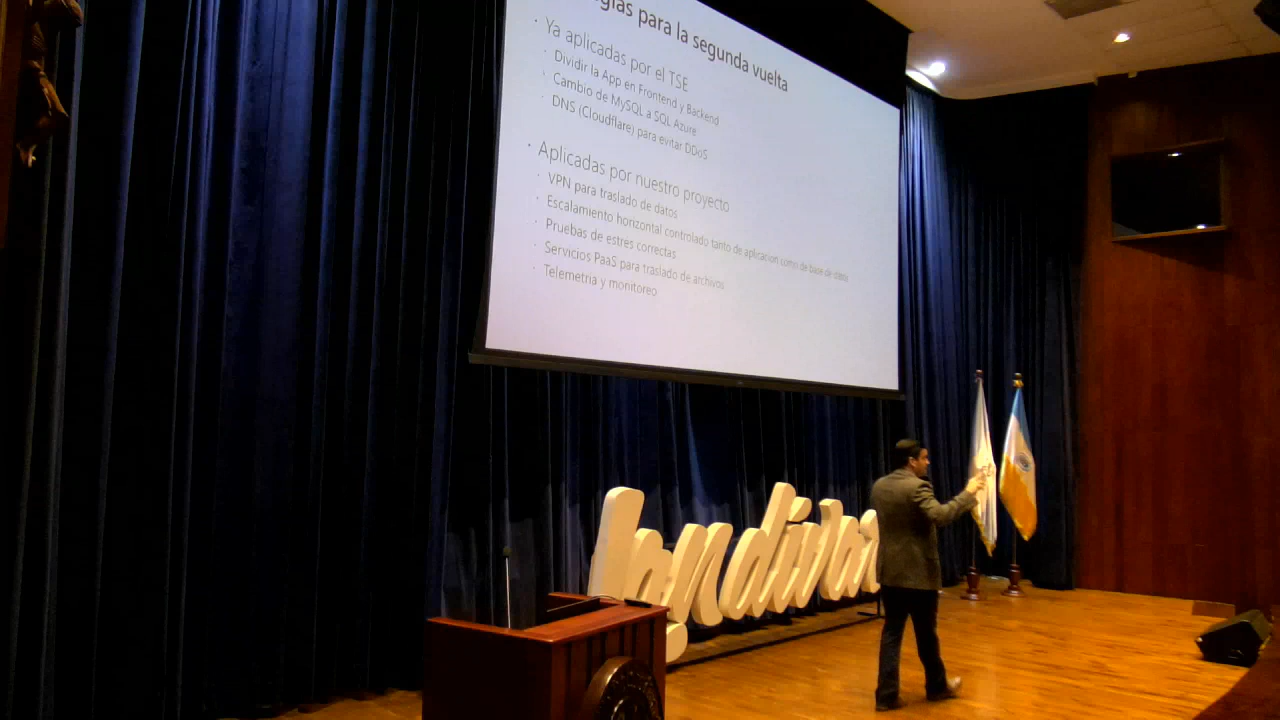 gias para la segunda vuelta
· Ya aplicadas por el TSE
· Dividir la App en Frontend y Backend
· Cambio de MySQL a SQL Azure
· DNS (Cloudflare) para evitar DDoS
· Aplicadas por nuestro proyecto
· VPN para traslado de datos
· Escalamiento horizontal controlado tanto de aplicacion como de base de datos
· Pruebas de estres correctas
· Servicios PaaS para traslado de archivos
· Telemetria y monitoreo
Landívar